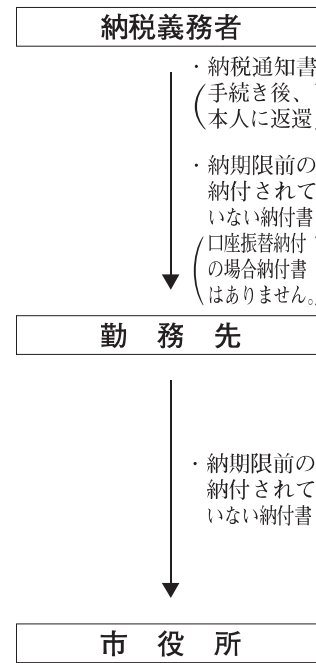 納税義務者
・納税通知書
(手続き後、
本人に返還
・納期限前の
納付されて
いない納付書
(口座振替納付
の場合納付書
はありません。
勤 務 先
・納期限前の
納付されて
いない納付書
市 役 所